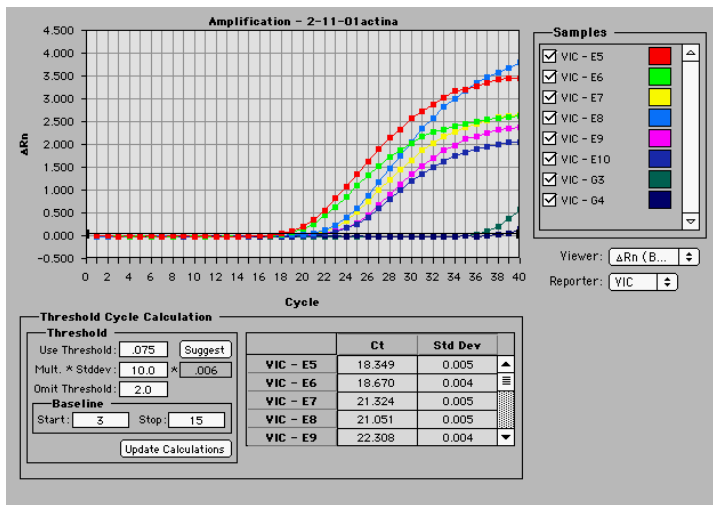 Amplification - 2-11-01actina
4.500
4.000
3.500
3.000
2.500
2.000
1.500
1.000
0.500
0.00
-0.500
ΔRn
0 2 4 6 8 10 12 14 16 18 20 22 24 26 28 30 32 34 36 38 40
Cycle
Samples
VIC - E5
VIC - E6
VIC - E7
VIC - E8
VIC - E9
VIC - E10
VIC - G3
VIC - G4
Viewer: ΔRn (B...
Reporter: VIC
Threshold Cycle Calculation
Threshold
Use Threshold: .075 Suggest
Mult. * Stddev: 10.0 * .006
Omit Threshold: 2.0
Baseline
Start: 3 Stop: 15
Update Calculations
Ct Std Dev
VIC - E5 18.349 0.005
VIC - E6 18.670 0.004
VIC - E7 21.324 0.005
VIC - E8 21.051 0.005
VIC - E9 22.308 0.004